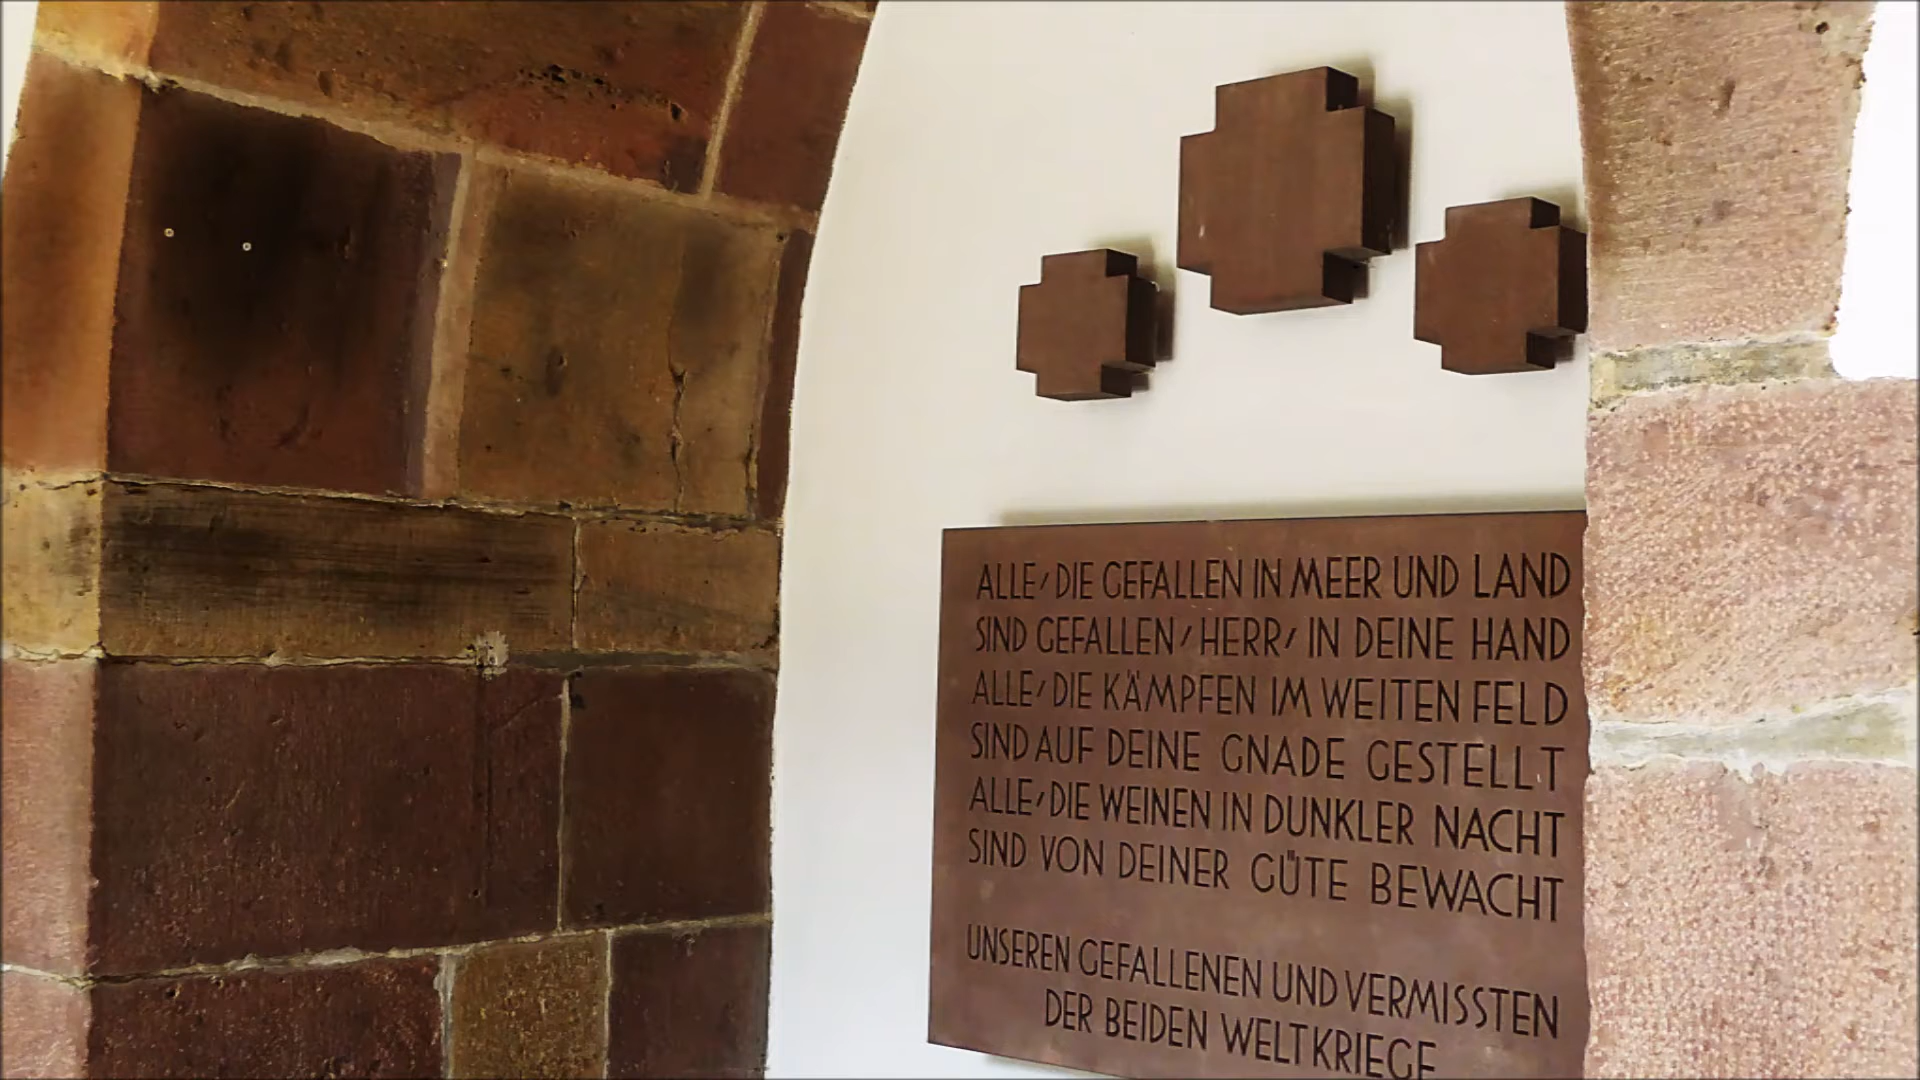 ALLE, DIE GEFALLEN IN MEER UND LAND
SIND GEFALLEN, HERR, IN DEINE HAND
ALLE, DIE KÄMPFEN IM WEITEN FELD
SIND AUF DEINE GNADE GESTELLT
ALLE, DIE WEINEN IN DUNKLER NACHT
SIND VON DEINER GÜTE BEWACHT
UNSEREN GEFALLENEN UND VERMISSTEN
DER BEIDEN WELTKRIEGE